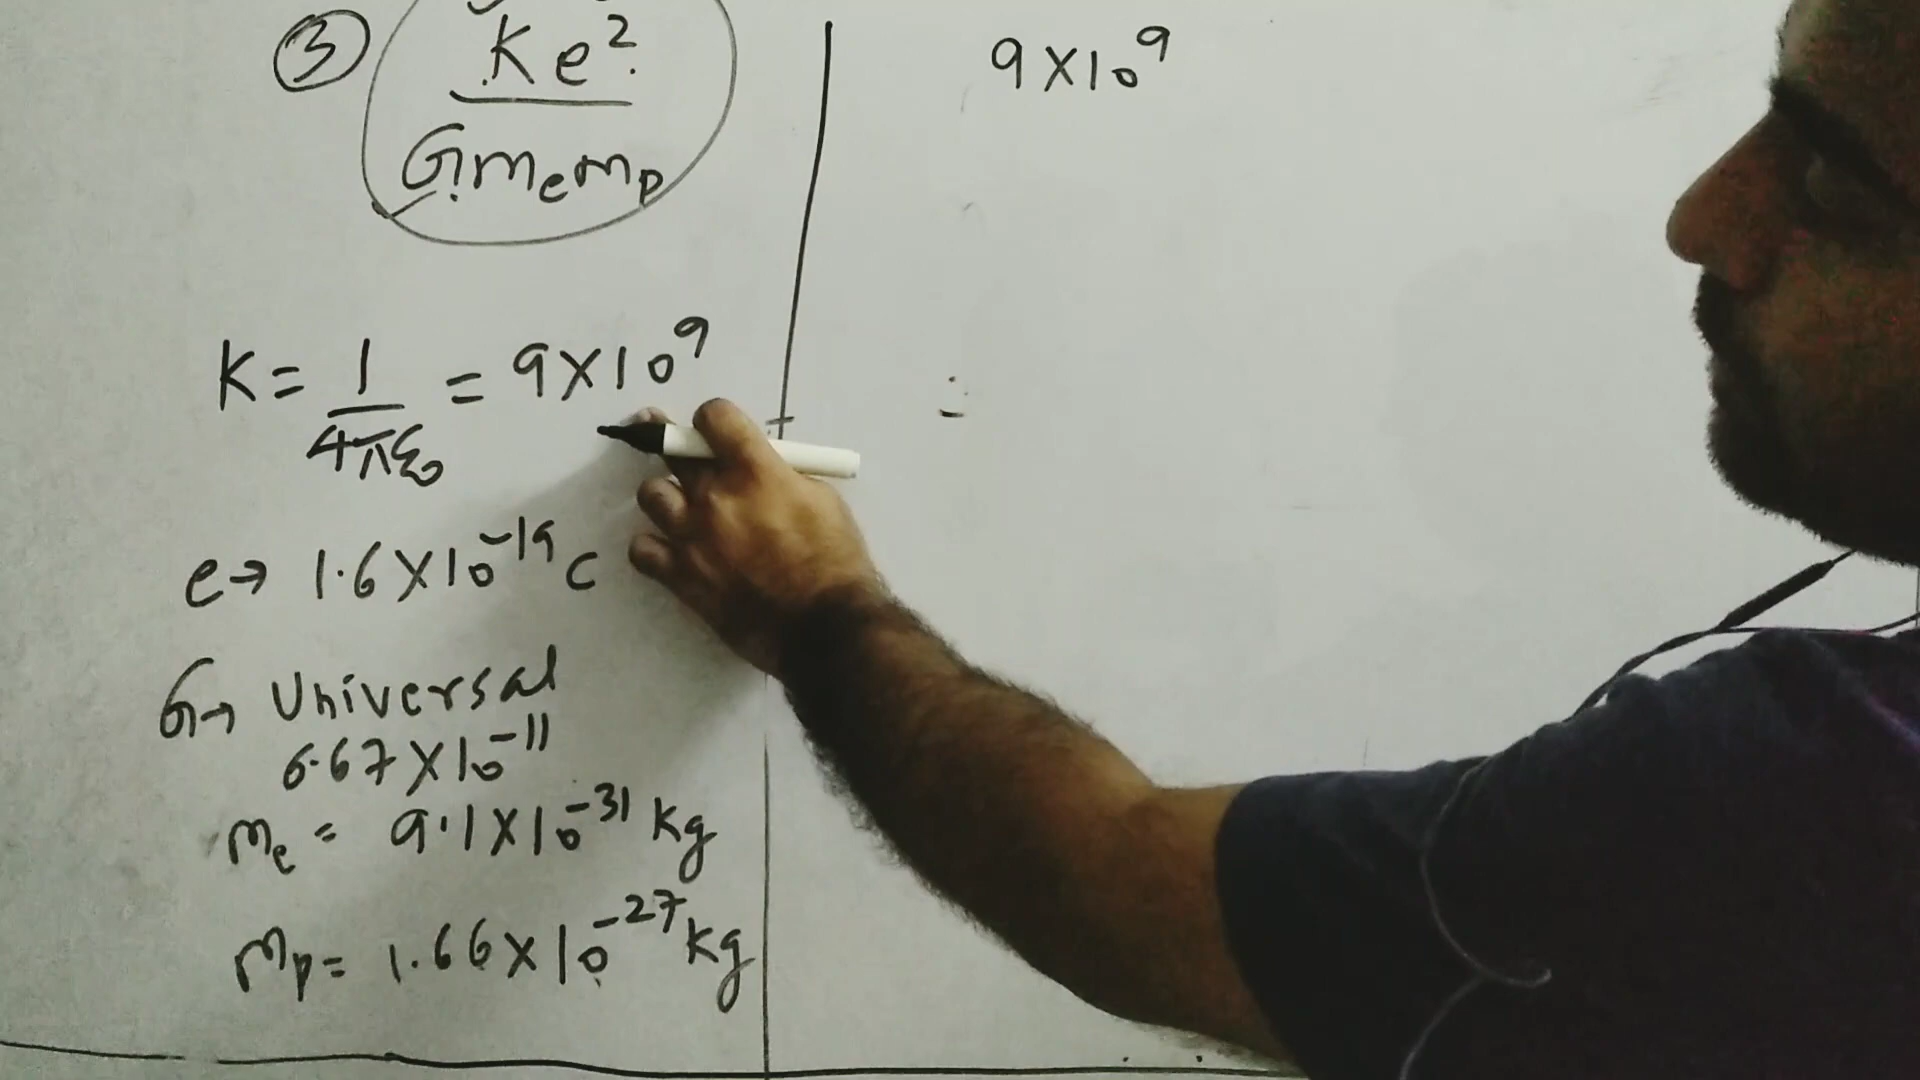 ③ Ke²
Gmₑmₚ
K = 1/4πε₀ = 9×10⁹
e → 1.6×10⁻¹⁹ C
G → Universal
6.67×10⁻¹¹
mₑ = 9.1×10⁻³¹ kg
mₚ = 1.66×10⁻²⁷ kg
9×10⁹